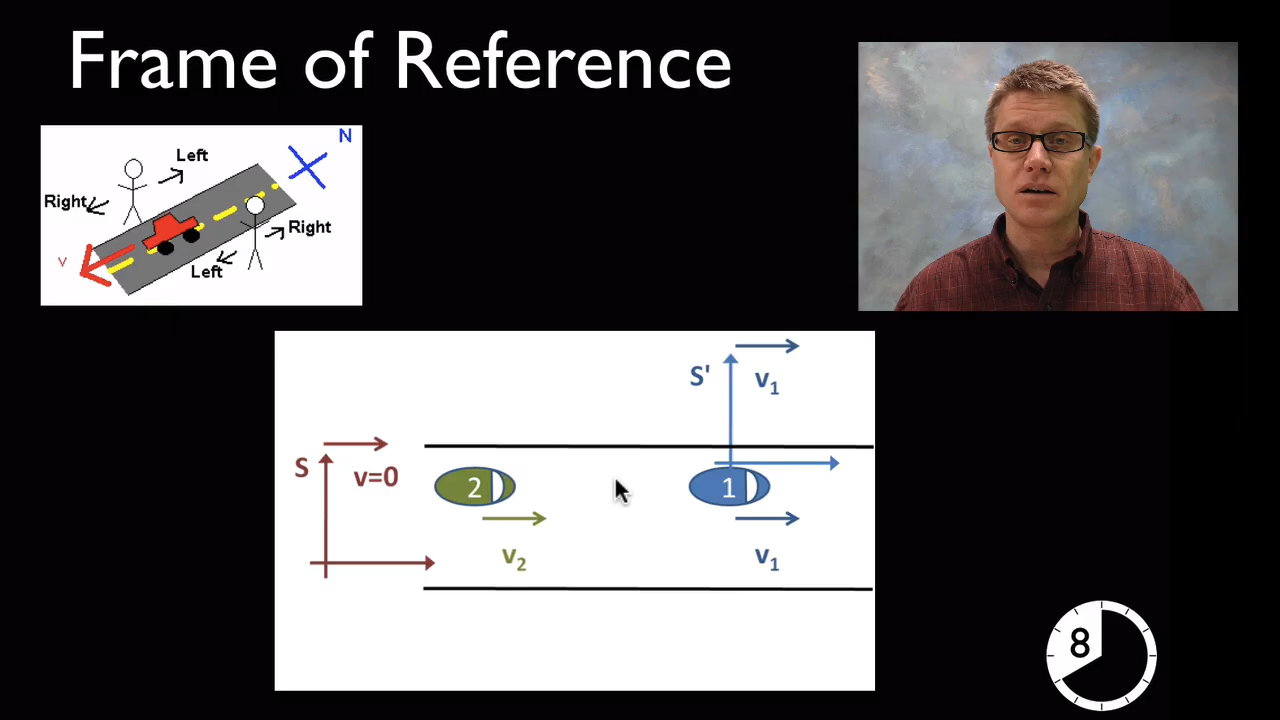 Frame of Reference
N
Left
Right
Right
v
Left
S'
v₁
S
v=0
2
1
v₂
v₁
8